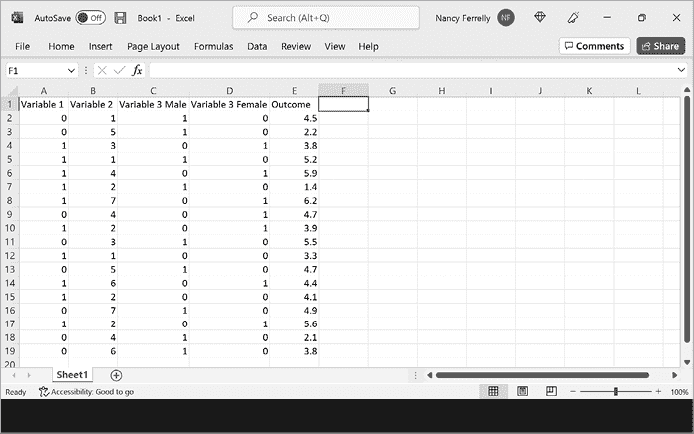 AutoSave Off Book1 - Excel Search (Alt+Q) Nancy Ferrelly NF
File Home Insert Page Layout Formulas Data Review View Help Comments Share
F1 fx
A B C D E F G H I J K L
1 Variable 1 Variable 2 Variable 3 Male Variable 3 Female Outcome
2 0 1 1 0 4.5
3 0 5 1 0 2.2
4 1 3 0 1 3.8
5 1 1 1 0 5.2
6 1 4 0 1 5.9
7 1 2 1 0 1.4
8 1 7 0 1 6.2
9 0 4 0 1 4.7
10 1 2 0 1 3.9
11 0 3 1 0 5.5
12 1 1 0 0 3.3
13 0 5 1 0 4.7
14 1 6 0 1 4.4
15 1 2 0 0 4.1
16 0 7 1 0 4.9
17 1 2 0 1 5.6
18 0 4 1 0 2.1
19 0 6 1 0 3.8
20
Sheet1
Ready Accessibility: Good to go 100%